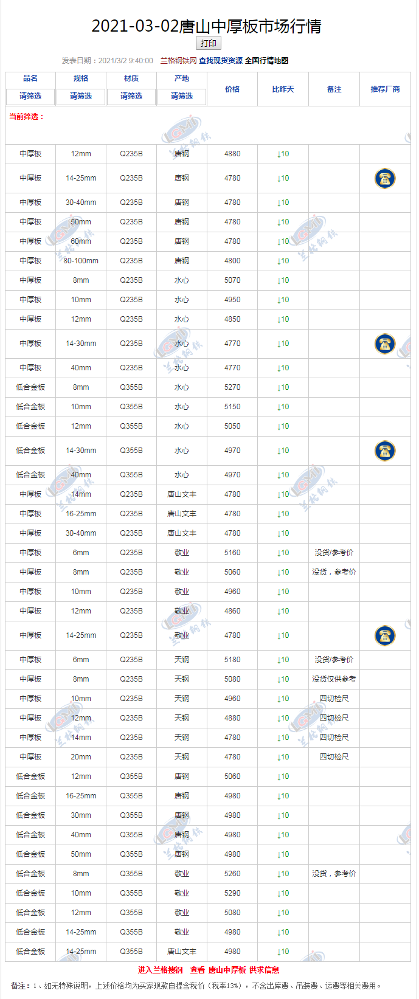 2021-03-02唐山中厚板市场行情
打印
发表日期：2021/3/2 9:40:00 兰格钢铁网 查找现货资源 全国行情地图
品名 规格 材质 产地 价格 比昨天 备注 推荐厂商
请筛选 请筛选 请筛选 请筛选
当前筛选：
中厚板 12mm Q235B 唐钢 4880 ↓10
中厚板 14-25mm Q235B 唐钢 4780 ↓10
中厚板 30-40mm Q235B 唐钢 4780 ↓10
中厚板 50mm Q235B 唐钢 4780 ↓10
中厚板 60mm Q235B 唐钢 4780 ↓10
中厚板 80-100mm Q235B 唐钢 4800 ↓10
中厚板 8mm Q235B 水心 5070 ↓10
中厚板 10mm Q235B 水心 4950 ↓10
中厚板 12mm Q235B 水心 4850 ↓10
中厚板 14-30mm Q235B 水心 4770 ↓10
中厚板 40mm Q235B 水心 4770 ↓10
低合金板 8mm Q355B 水心 5270 ↓10
低合金板 10mm Q355B 水心 5150 ↓10
低合金板 12mm Q355B 水心 5050 ↓10
低合金板 14-30mm Q355B 水心 4970 ↓10
低合金板 40mm Q355B 水心 4970 ↓10
中厚板 14mm Q235B 唐山文丰 4780 ↓10
中厚板 16-25mm Q235B 唐山文丰 4780 ↓10
中厚板 30-40mm Q235B 唐山文丰 4780 ↓10
中厚板 6mm Q235B 敬业 5160 ↓10 没货/参考价
中厚板 8mm Q235B 敬业 5060 ↓10 没货，参考价
中厚板 10mm Q235B 敬业 4960 ↓10
中厚板 12mm Q235B 敬业 4860 ↓10
中厚板 14-25mm Q235B 敬业 4780 ↓10
中厚板 6mm Q235B 天钢 5180 ↓10 没货/参考价
中厚板 8mm Q235B 天钢 5080 ↓10 没货仅供参考
中厚板 10mm Q235B 天钢 4960 ↓10 四切检尺
中厚板 12mm Q235B 天钢 4880 ↓10 四切检尺
中厚板 14mm Q235B 天钢 4780 ↓10 四切检尺
中厚板 20mm Q235B 天钢 4780 ↓10 四切检尺
低合金板 12mm Q355B 唐钢 5060 ↓10
低合金板 16-25mm Q355B 唐钢 4980 ↓10
低合金板 30mm Q355B 唐钢 4980 ↓10
低合金板 40mm Q355B 唐钢 4980 ↓10
低合金板 50mm Q355B 唐钢 4980 ↓10
低合金板 8mm Q355B 敬业 5260 ↓10 没货，参考价
低合金板 10mm Q355B 敬业 5290 ↓10
低合金板 12mm Q355B 敬业 5080 ↓10
低合金板 14-25mm Q355B 敬业 4980 ↓10
低合金板 14-25mm Q355B 唐山文丰 4980 ↓10
进入兰格搜钢 查看 唐山中厚板 供求信息
备注：1、如无特殊说明，上述价格均为买家现款自提含税价（税率13%），不含出库费、吊装费、运费等相关费用。